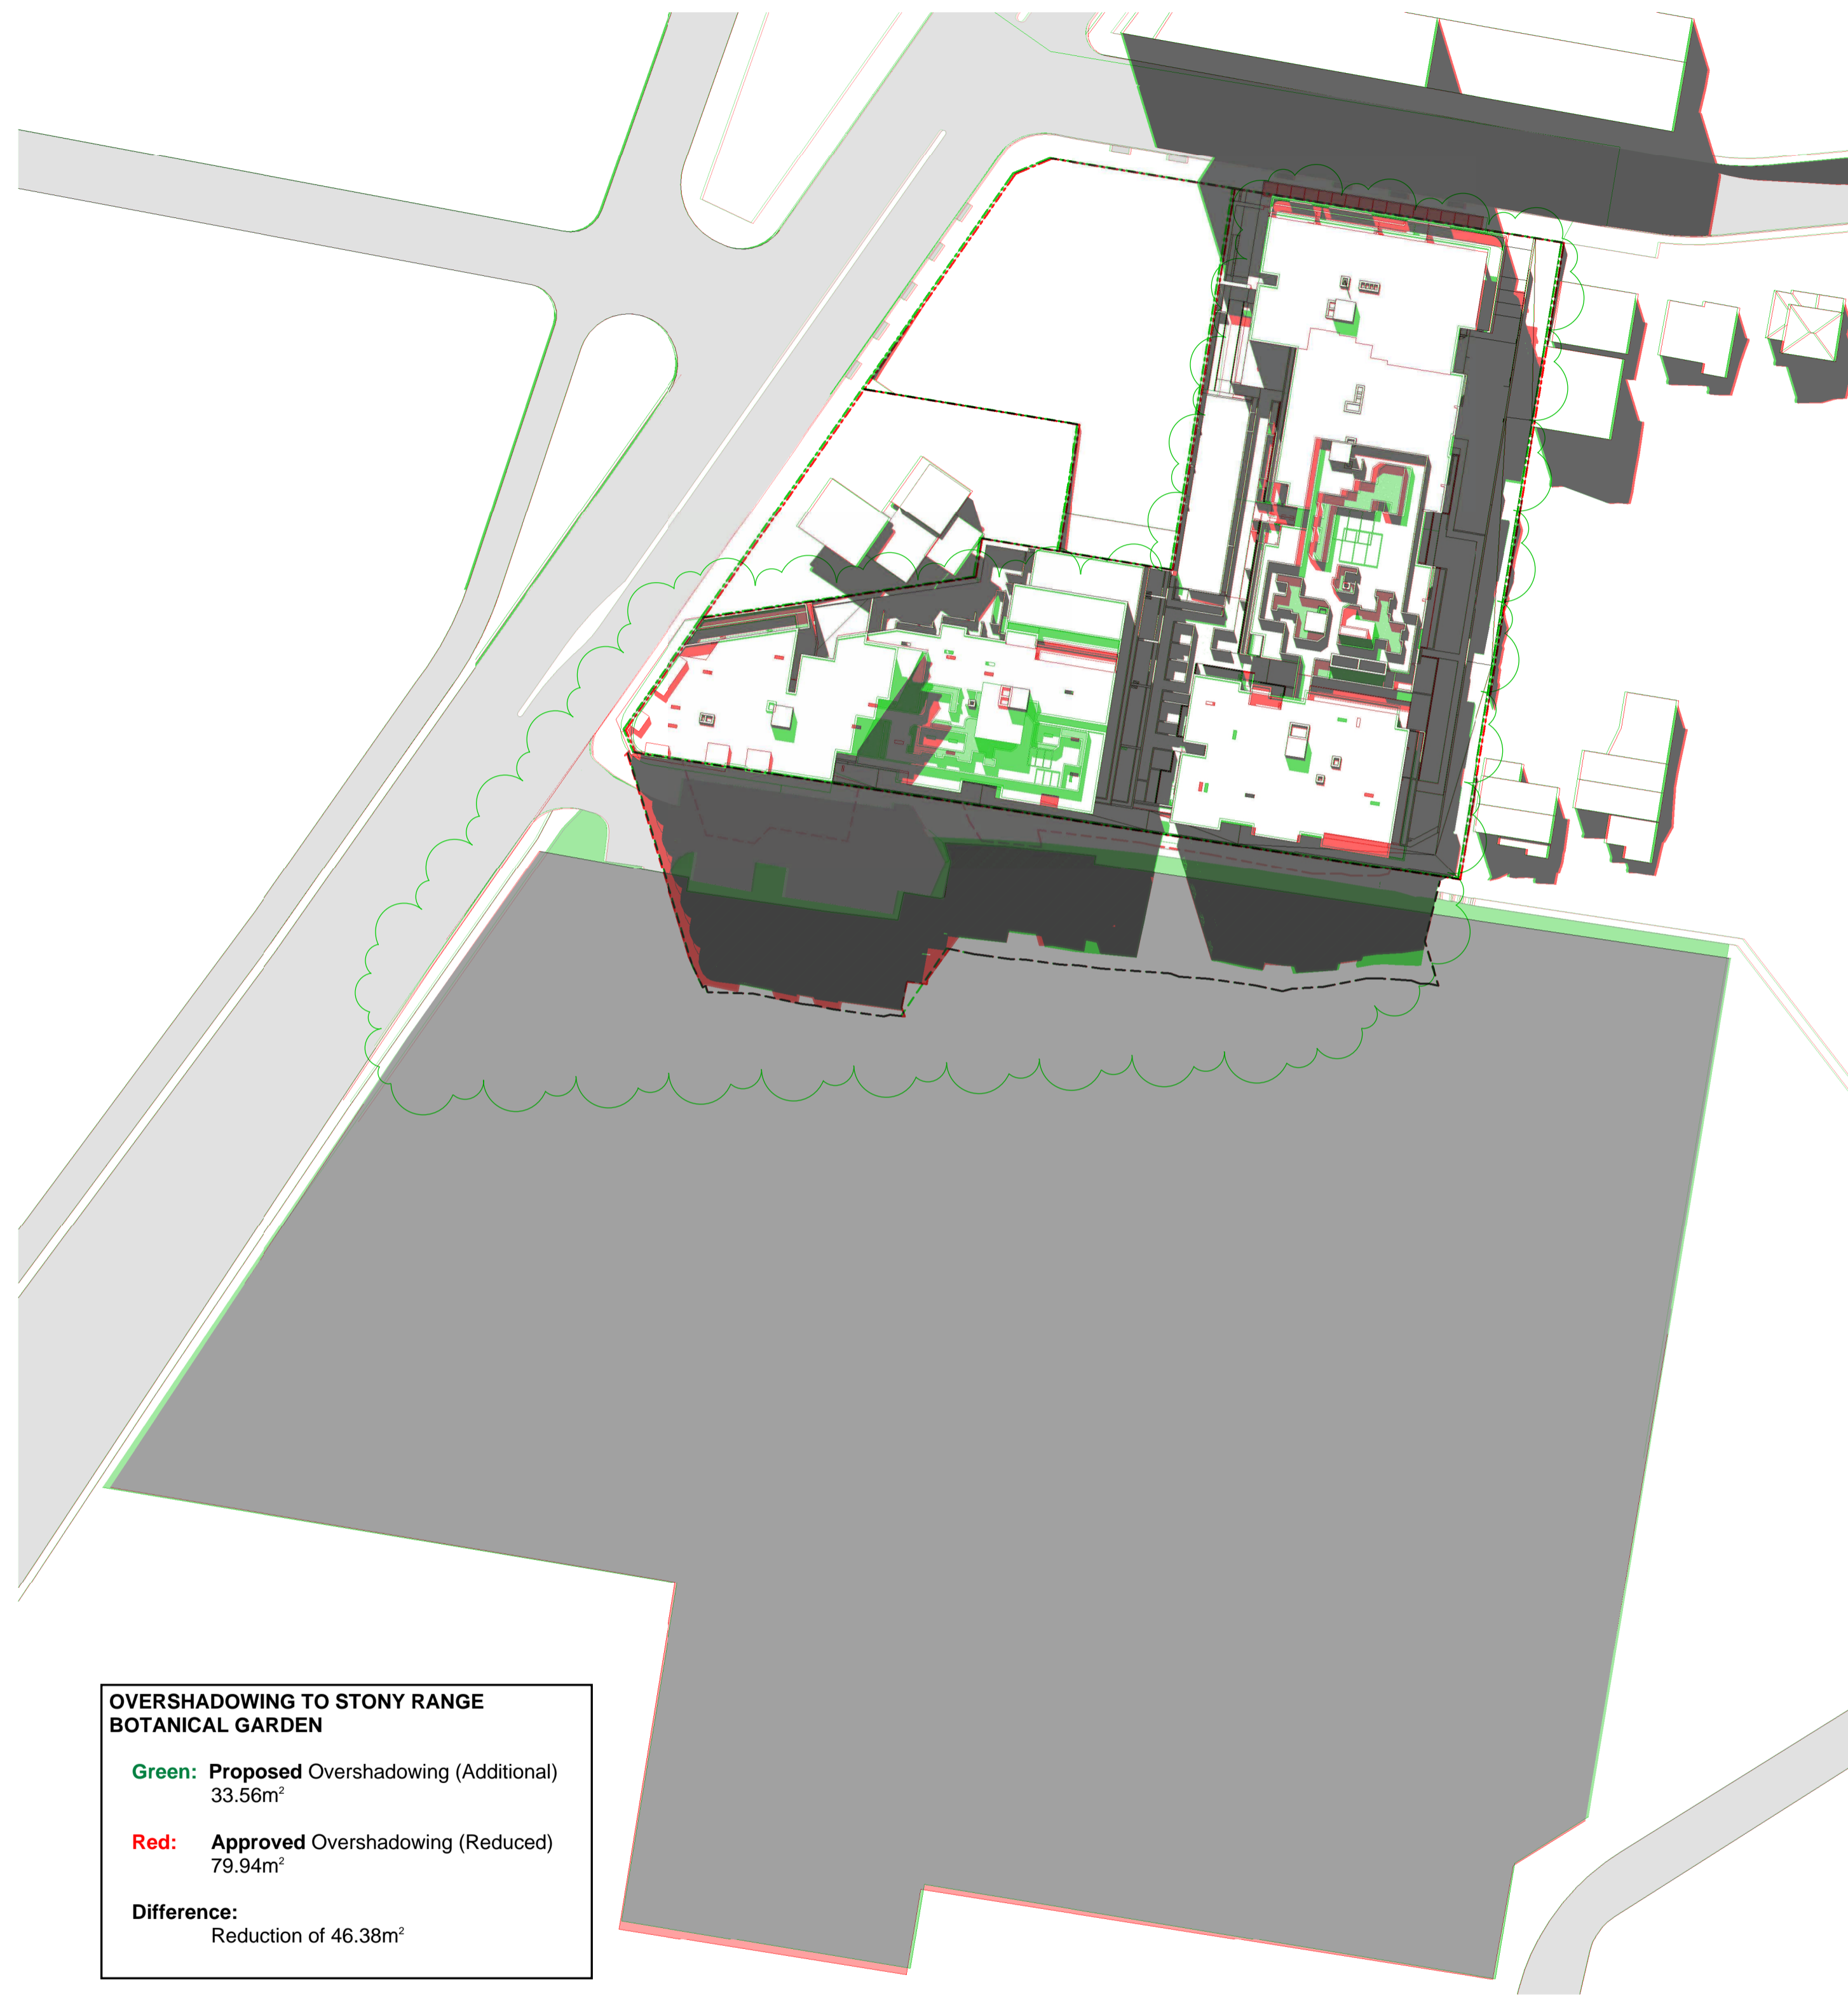 OVERSHADOWING TO STONY RANGE
BOTANICAL GARDEN
Green: Proposed Overshadowing (Additional)
33.56m²
Red: Approved Overshadowing (Reduced)
79.94m²
Difference:
Reduction of 46.38m²